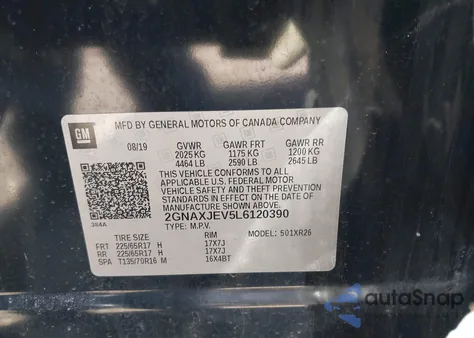 GM
MFD BY GENERAL MOTORS OF CANADA COMPANY
08/19 GVWR GAWR FRT GAWR RR
2025 KG 1175 KG 1200 KG
4464 LB 2590 LB 2645 LB
THIS VEHICLE CONFORMS TO ALL
APPLICABLE U.S. FEDERAL MOTOR
VEHICLE SAFETY AND THEFT PREVENTION
STANDARDS IN EFFECT ON THE DATE OF
MANUFACTURE SHOWN ABOVE.
384A
2GNAXJEV5L6120390
TYPE: M.P.V. MODEL: 501XR26
TIRE SIZE RIM
FRT 225/65R17 H 17X7J
RR 225/65R17 H 17X7J
SPA T135/70R16 M 16X4BT
autoSnap